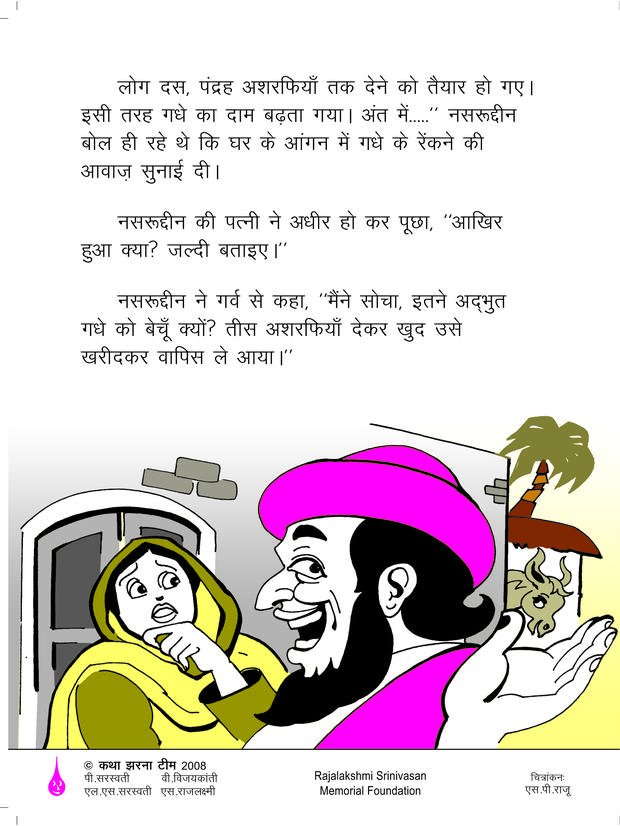 लोग दस, पंद्रह अशरफियाँ तक देने को तैयार हो गए।
इसी तरह गधे का दाम बढ़ता गया। अंत में.....'' नसरूद्दीन
बोल ही रहे थे कि घर के आंगन में गधे के रेंकने की
आवाज़ सुनाई दी।
नसरूद्दीन की पत्नी ने अधीर हो कर पूछा, ''आखिर
हुआ क्या? जल्दी बताइए।''
नसरूद्दीन ने गर्व से कहा, ''मैंने सोचा, इतने अद्भुत
गधे को बेचूँ क्यों? तीस अशरफियाँ देकर खुद उसे
खरीदकर वापिस ले आया।''
© कथा झरना टीम 2008
पी.सरस्वती वी.विजयकांती
एल.एस.सरस्वती एस.राजलक्ष्मी
Rajalakshmi Srinivasan
Memorial Foundation
चित्रांकनः
एस.पी.राजू